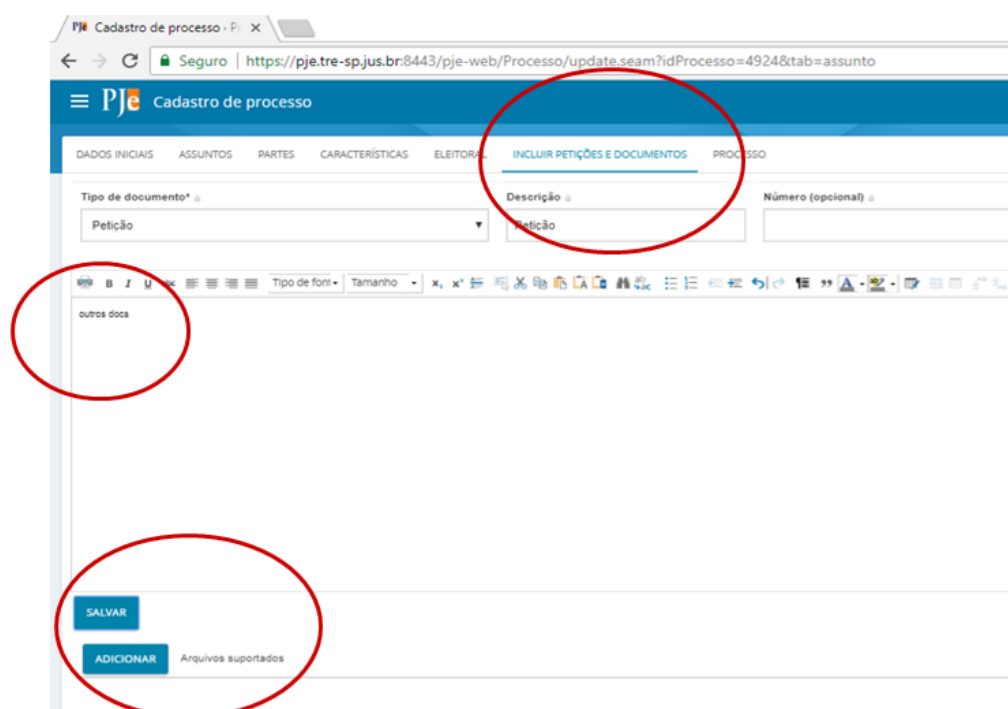 PJe Cadastro de processo - Pr
Seguro | https://pje.tre-sp.jus.br:8443/pje-web/Processo/update.seam?idProcesso=4924&tab=assunto
PJe Cadastro de processo
DADOS INICIAIS ASSUNTOS PARTES CARACTERÍSTICAS ELEITORAL INCLUIR PETIÇÕES E DOCUMENTOS PROCESSO
Tipo de documento* Descrição Número (opcional)
Petição Petição
B I U Tipo de font Tamanho
outros docs
SALVAR
ADICIONAR Arquivos suportados